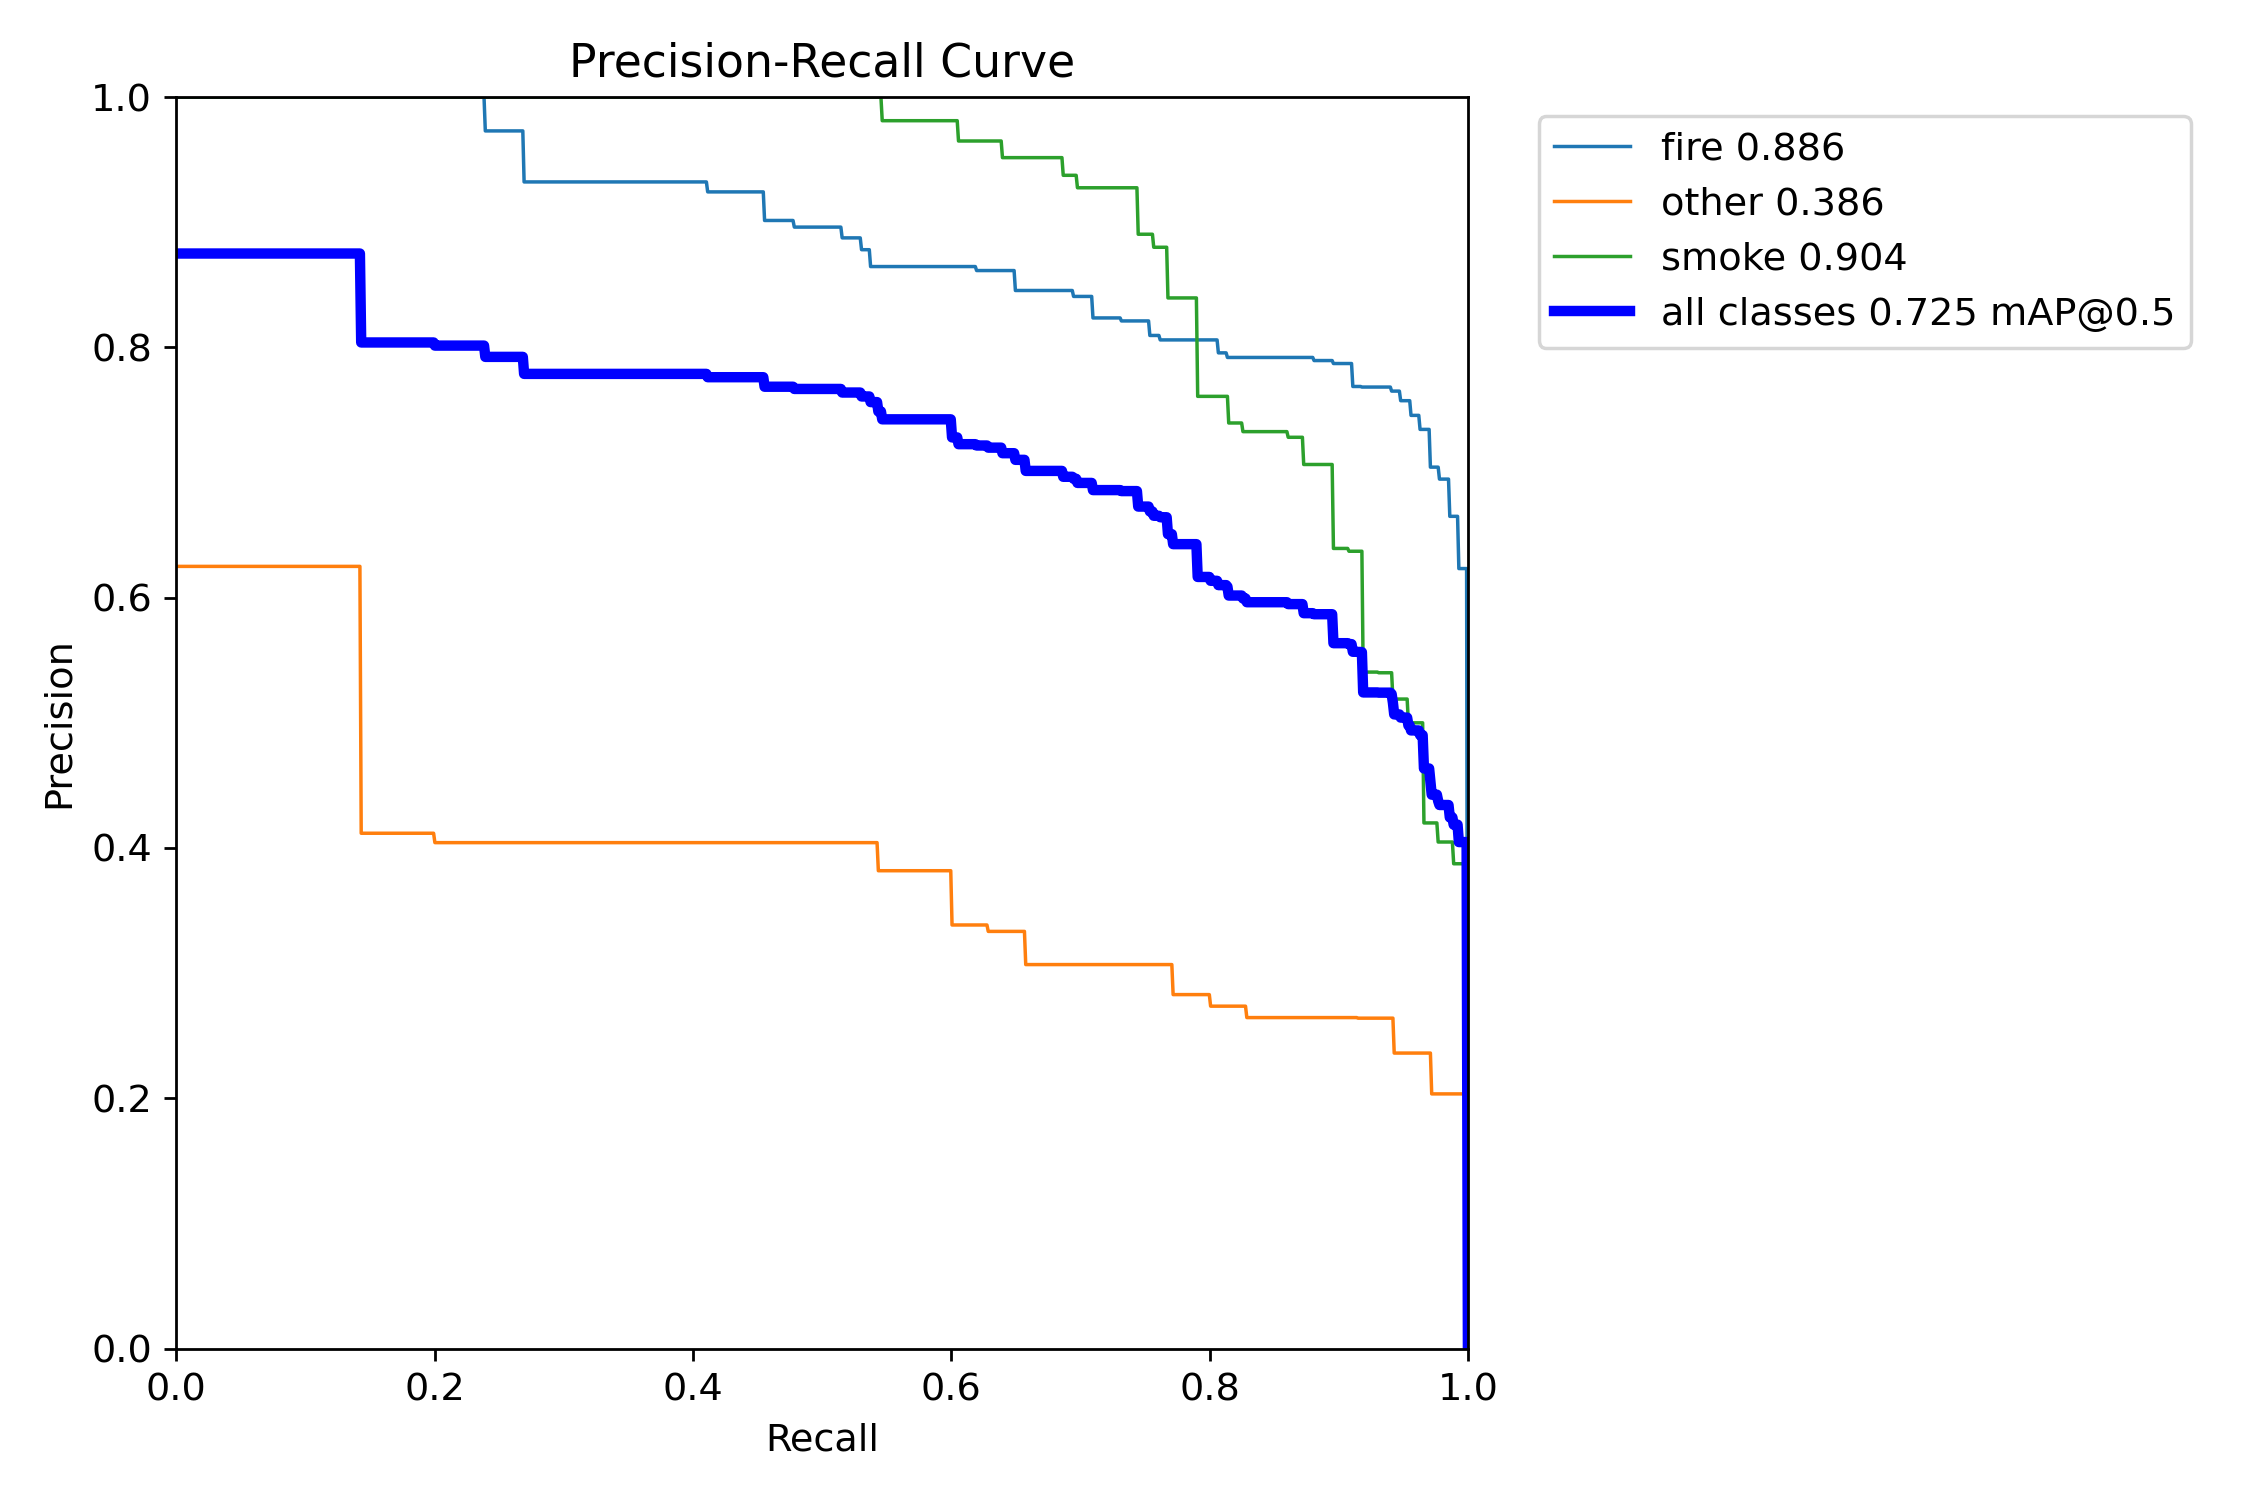 Precision-Recall Curve
1.0
0.8
0.6
0.4
0.2
0.0
Precision
0.0 0.2 0.4 0.6 0.8 1.0
Recall
fire 0.886
other 0.386
smoke 0.904
all classes 0.725 mAP@0.5